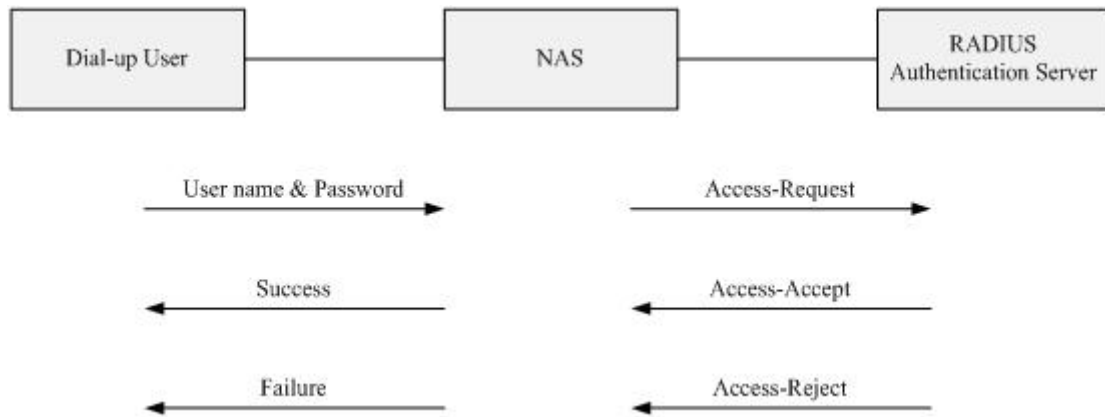 Dial-up User
NAS
RADIUS
Authentication Server
User name & Password
Access-Request
Success
Access-Accept
Failure
Access-Reject